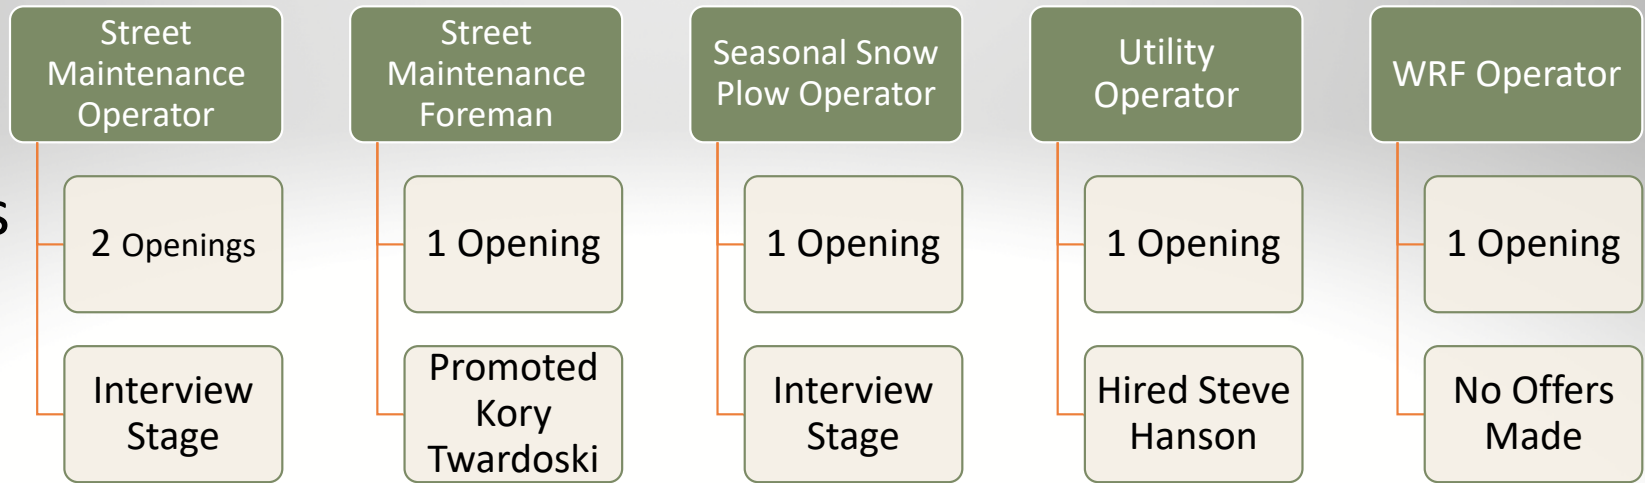 Street
Maintenance
Operator
2 Openings
Interview
Stage
Street
Maintenance
Foreman
1 Opening
Promoted
Kory
Twardoski
Seasonal Snow
Plow Operator
1 Opening
Interview
Stage
Utility
Operator
1 Opening
Hired Steve
Hanson
WRF Operator
1 Opening
No Offers
Made